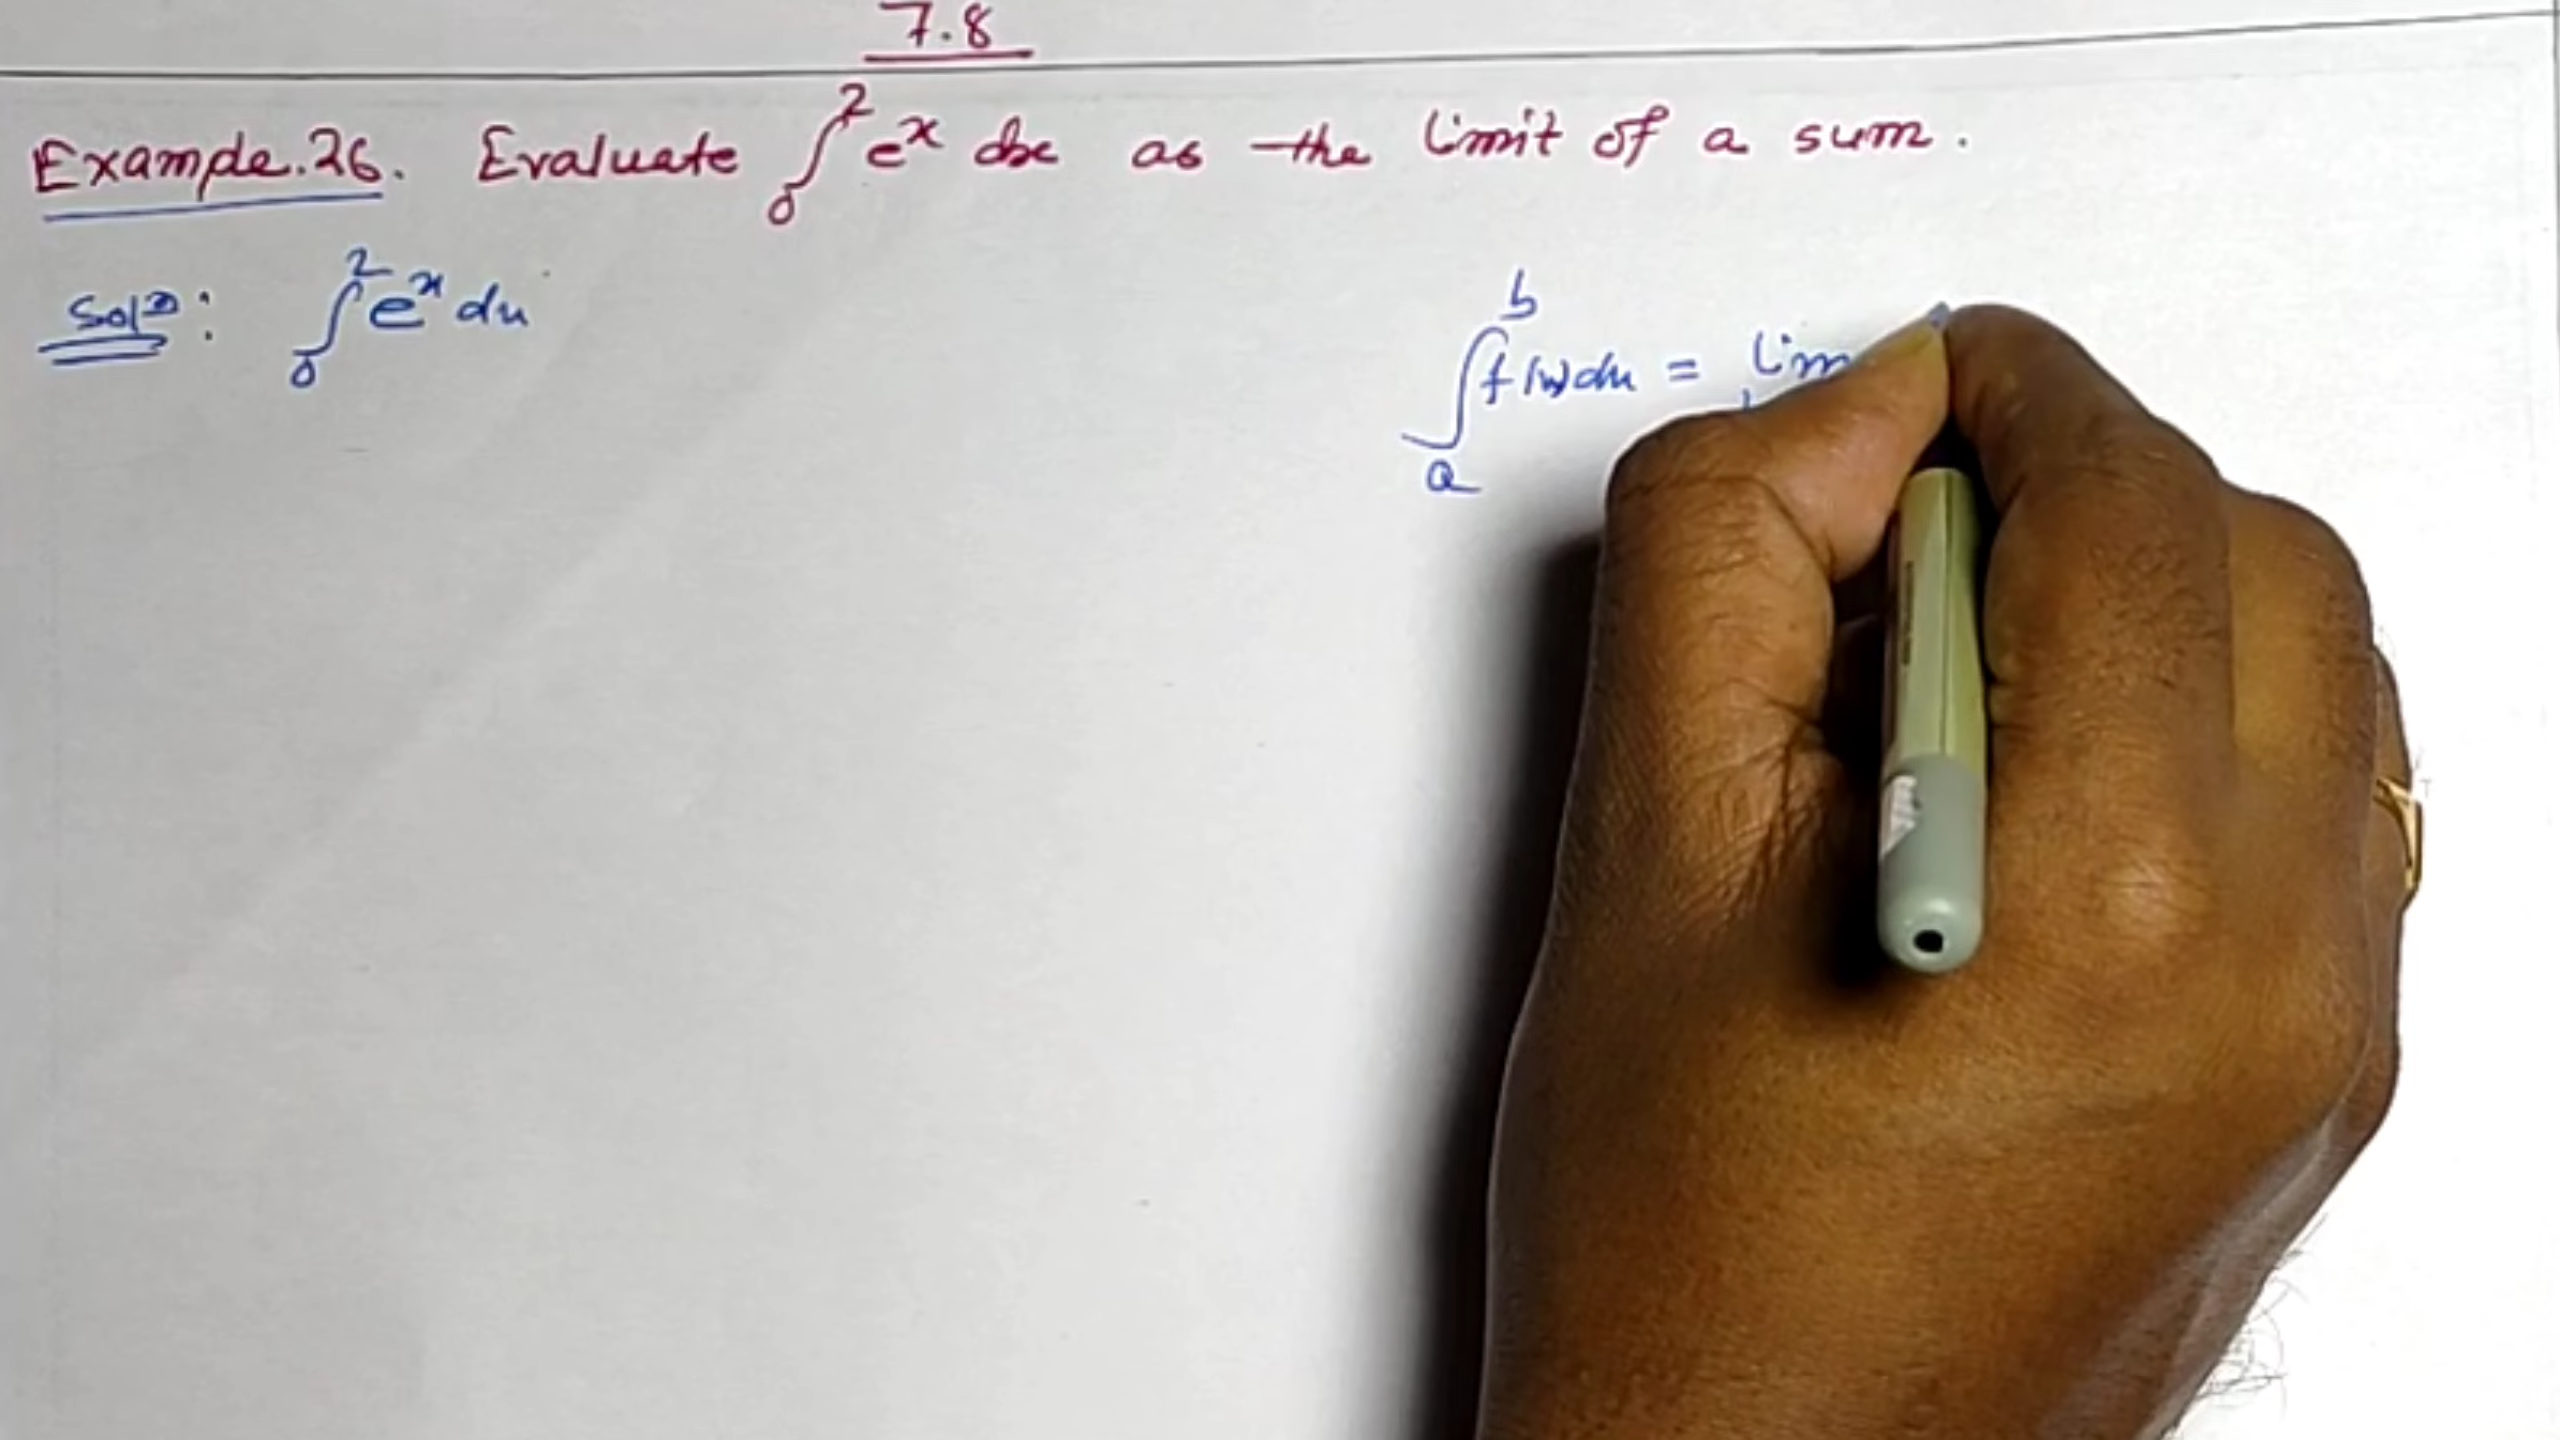 7.8
Example.26. Evaluate ∫₀² eˣ dx as the limit of a sum.
Solⁿ: ∫₀² eˣ dx
∫ₐᵇ f(x)dx = lim